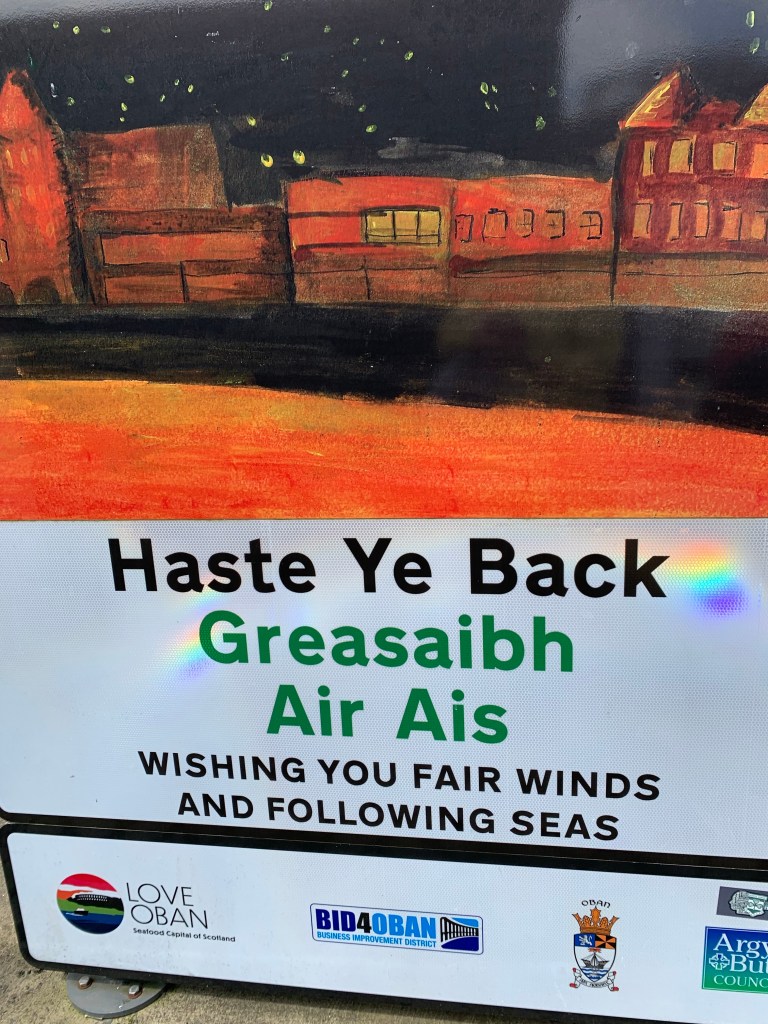 Haste Ye Back
Greasaibh
Air Ais
WISHING YOU FAIR WINDS
AND FOLLOWING SEAS
LOVE
OBAN
Seafood Capital of Scotland
BID4OBAN
BUSINESS IMPROVEMENT DISTRICT
OBAN